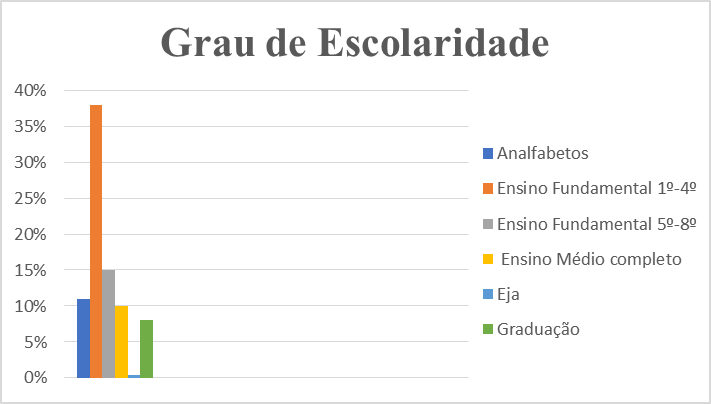 Grau de Escolaridade
40%
35%
30%
25%
20%
15%
10%
5%
0%
Analfabetos
Ensino Fundamental 1º-4º
Ensino Fundamental 5º-8º
Ensino Médio completo
Eja
Graduação